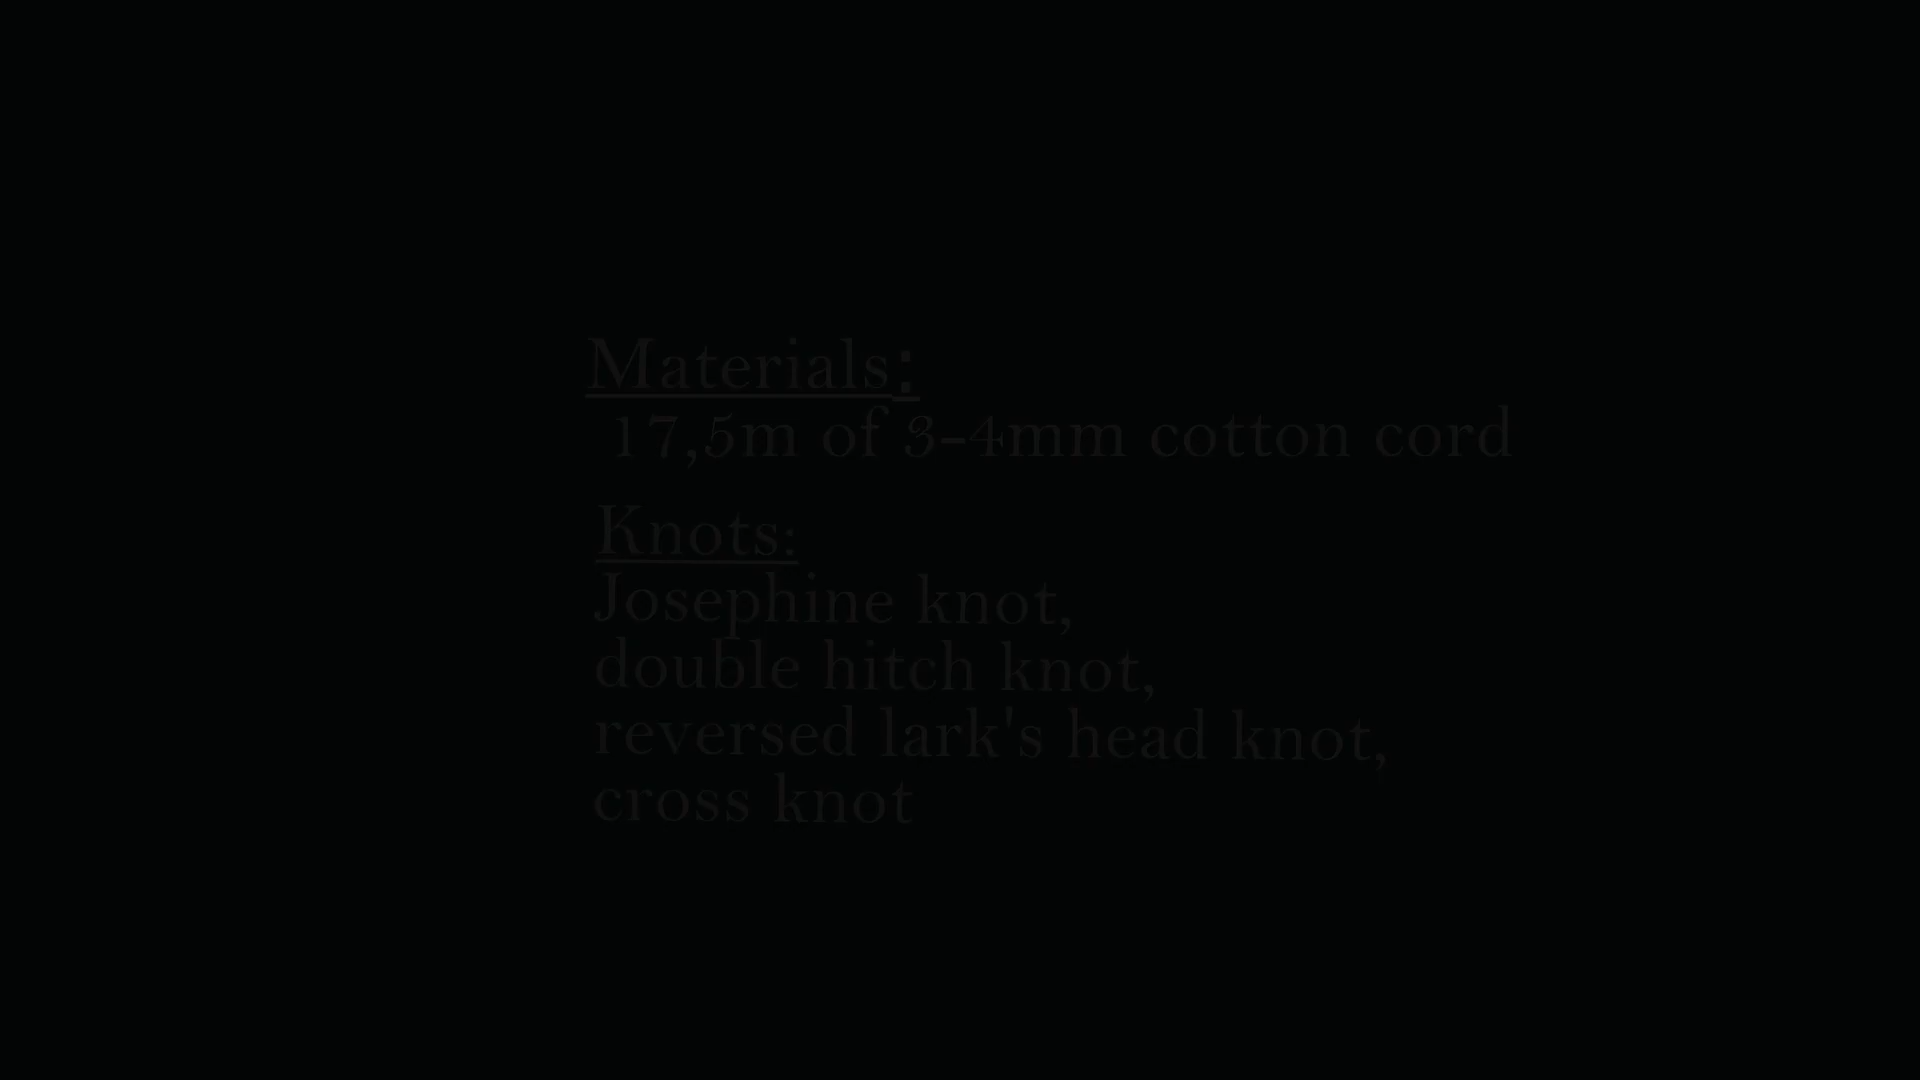 Materials:
17,5m of 3-4mm cotton cord
Knots:
Josephine knot,
double hitch knot,
reversed lark's head knot,
cross knot